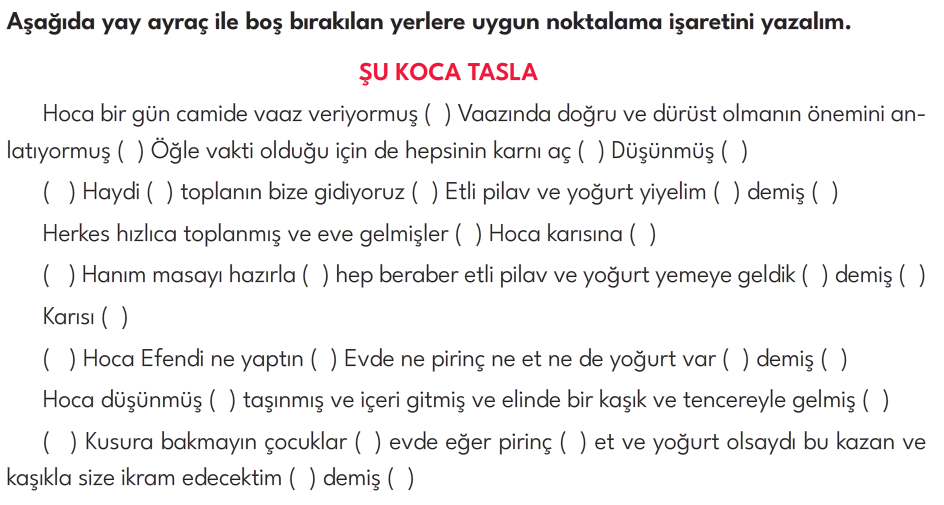 Aşağıda yay ayraç ile boş bırakılan yerlere uygun noktalama işaretini yazalım.
ŞU KOCA TASLA
Hoca bir gün camide vaaz veriyormuş ( ) Vaazında doğru ve dürüst olmanın önemini an-
latıyormuş ( ) Öğle vakti olduğu için de hepsinin karnı aç ( ) Düşünmüş ( )
( ) Haydi ( ) toplanın bize gidiyoruz ( ) Etli pilav ve yoğurt yiyelim ( ) demiş ( )
Herkes hızlıca toplanmış ve eve gelmişler ( ) Hoca karısına ( )
( ) Hanım masayı hazırla ( ) hep beraber etli pilav ve yoğurt yemeye geldik ( ) demiş ( )
Karısı ( )
( ) Hoca Efendi ne yaptın ( ) Evde ne pirinç ne et ne de yoğurt var ( ) demiş ( )
Hoca düşünmüş ( ) taşınmış ve içeri gitmiş ve elinde bir kaşık ve tencereyle gelmiş ( )
( ) Kusura bakmayın çocuklar ( ) evde eğer pirinç ( ) et ve yoğurt olsaydı bu kazan ve
kaşıkla size ikram edecektim ( ) demiş ( )